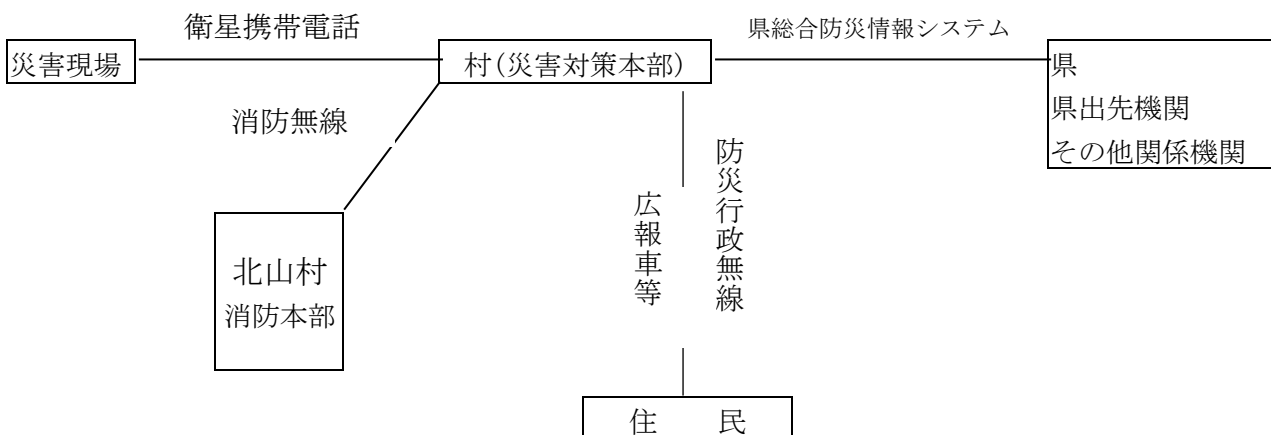 衛星携帯電話
県総合防災情報システム
災害現場
村(災害対策本部)
県
県出先機関
その他関係機関
消防無線
防災行政無線
広報車等
北山村
消防本部
住　　民